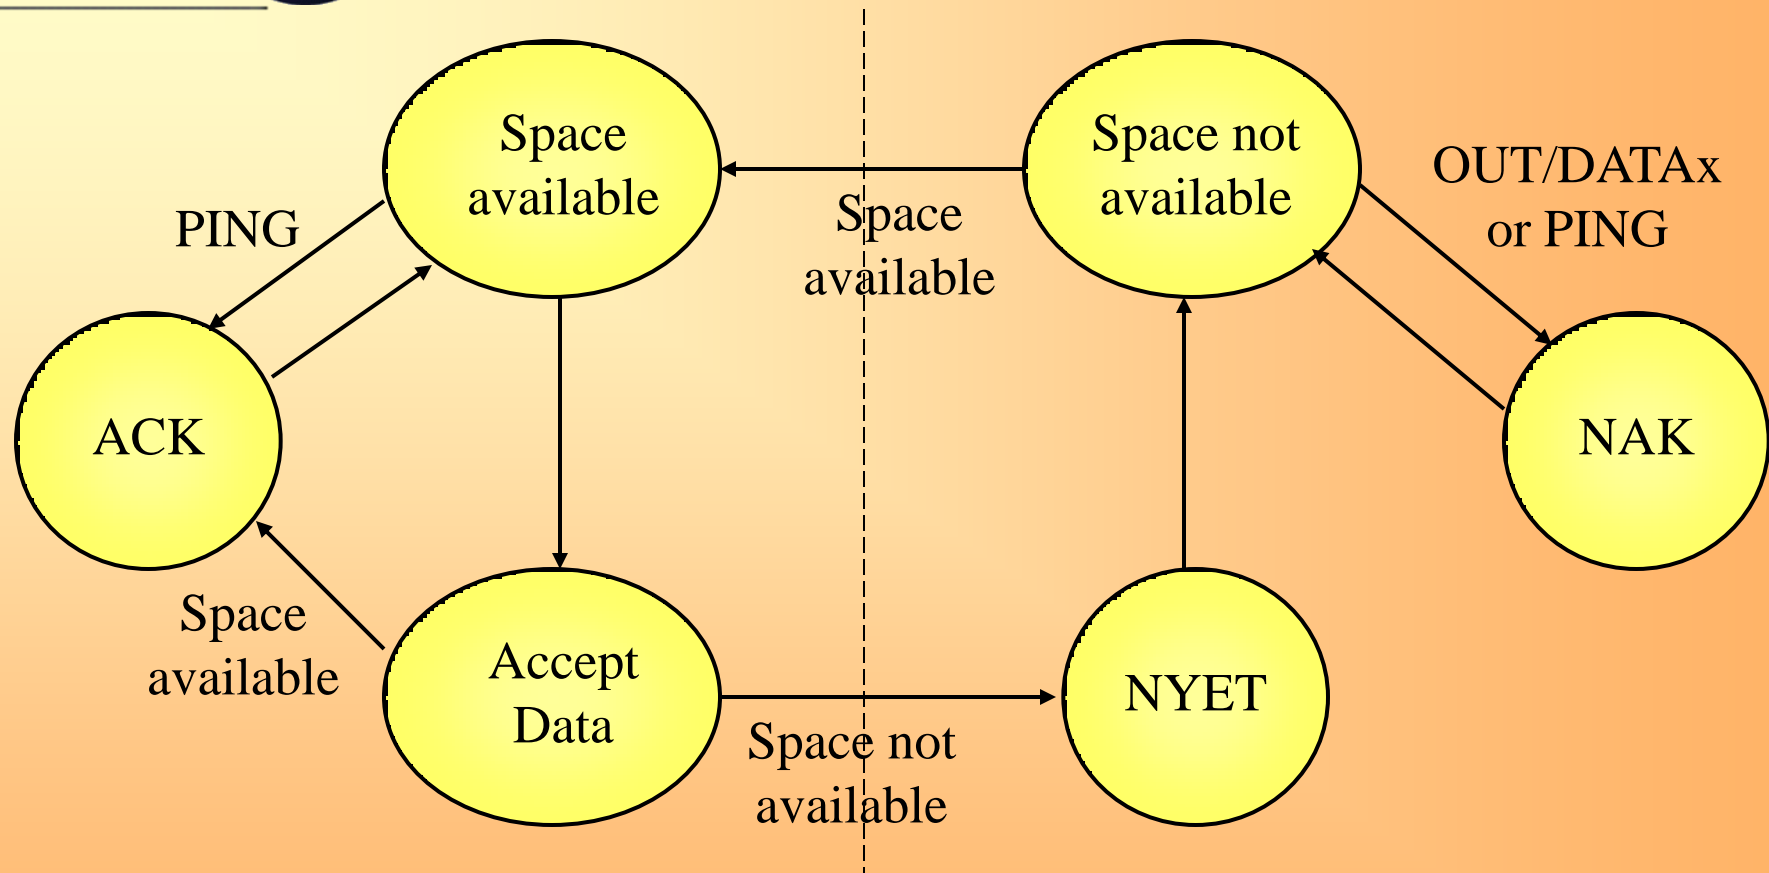 Space
available
Space not
available
OUT/DATAx
or PING
PING
Space
available
ACK
NAK
Space
available
Accept
Data
NYET
Space not
available